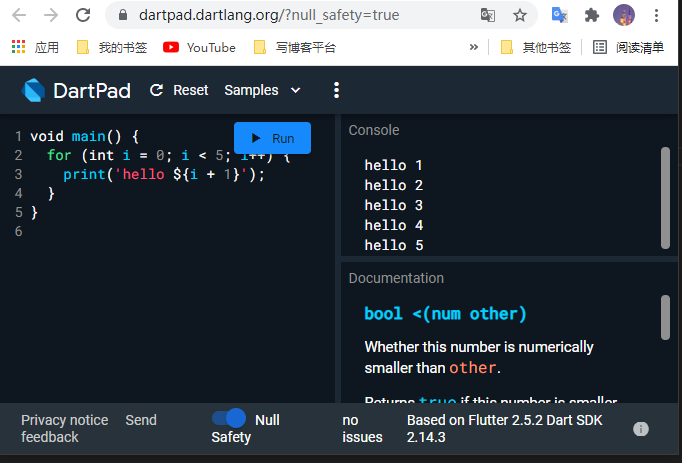 dartpad.dartlang.org/?null_safety=true
应用
我的书签
YouTube
写博客平台
»
其他书签
阅读清单
DartPad
Reset
Samples
Run
1 void main() {
2 for (int i = 0; i < 5; i++) {
3 print('hello ${i + 1}');
4 }
5 }
6
Console
hello 1
hello 2
hello 3
hello 4
hello 5
Documentation
bool <(num other)
Whether this number is numerically
smaller than other.
Returns true if this number is smaller
Privacy notice
Send
feedback
Null
Safety
no
issues
Based on Flutter 2.5.2 Dart SDK
2.14.3